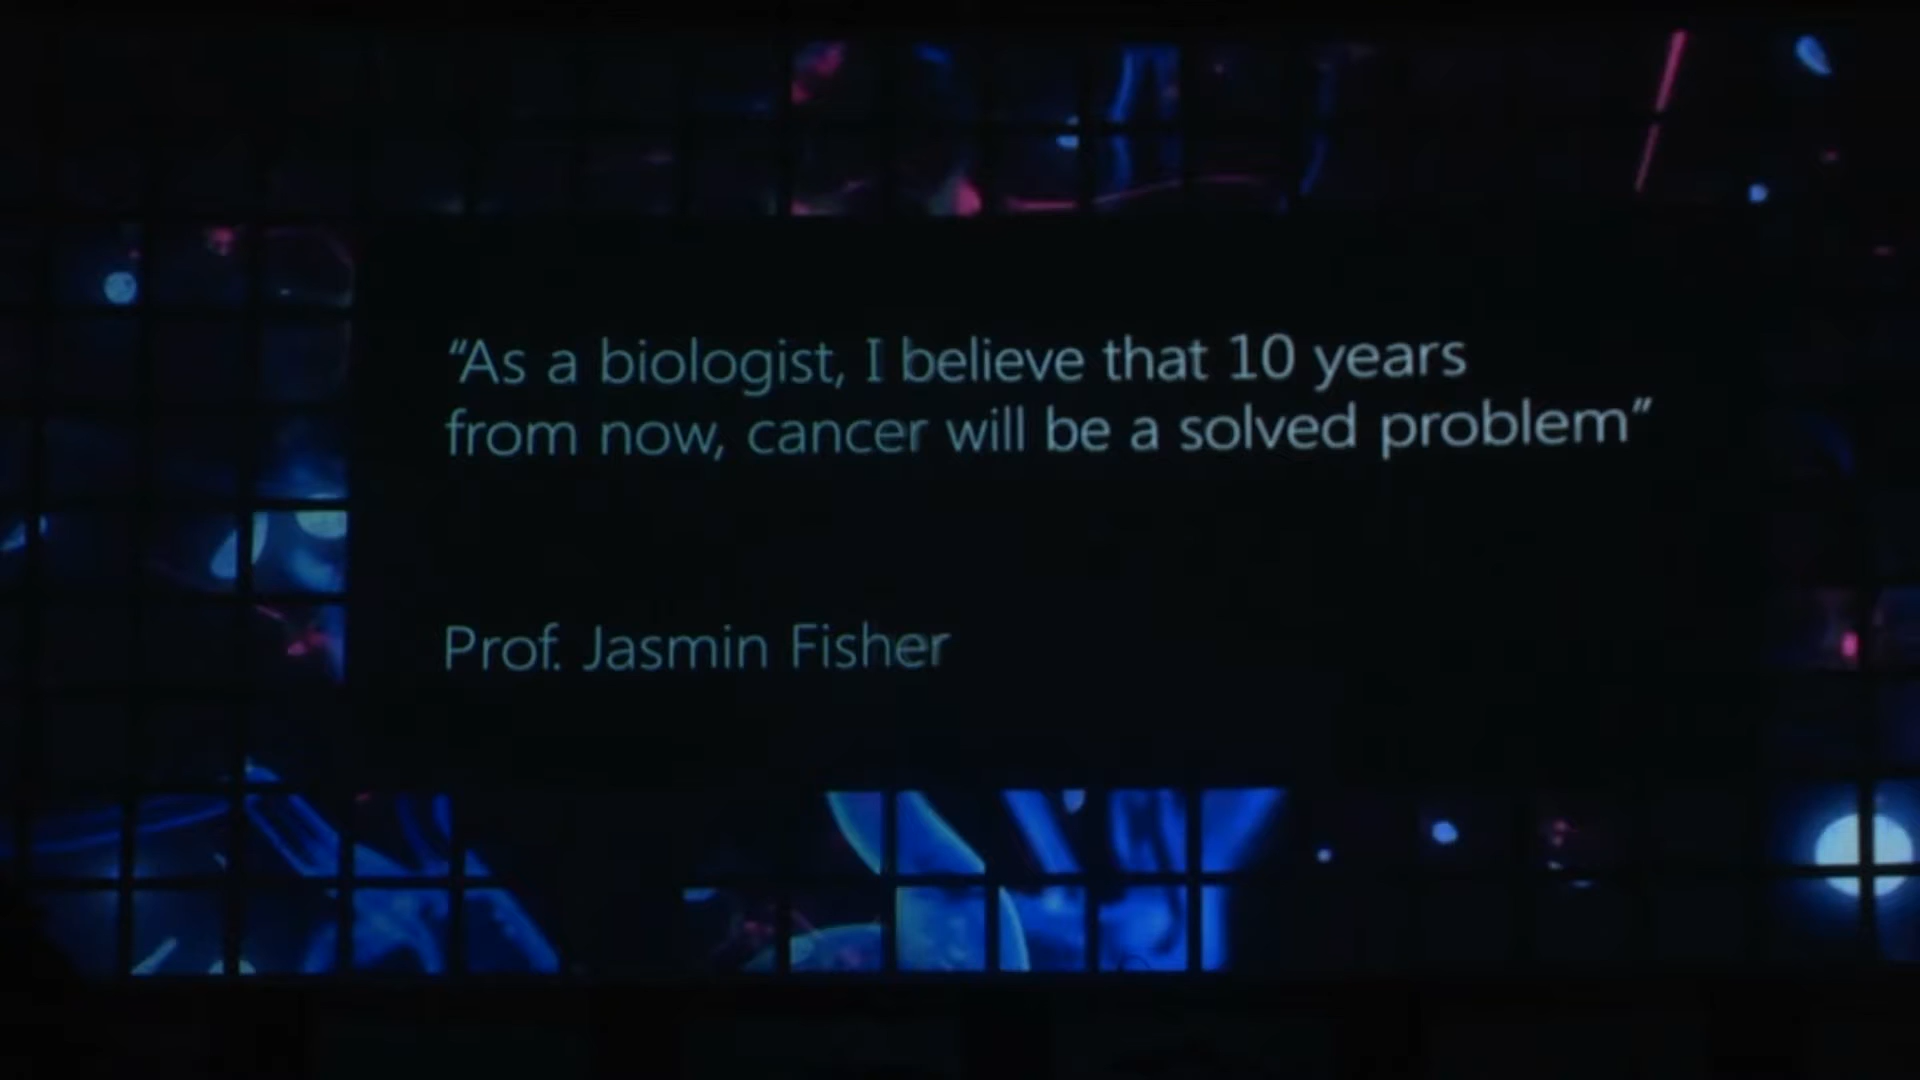 “As a biologist, I believe that 10 years
from now, cancer will be a solved problem”
Prof. Jasmin Fisher